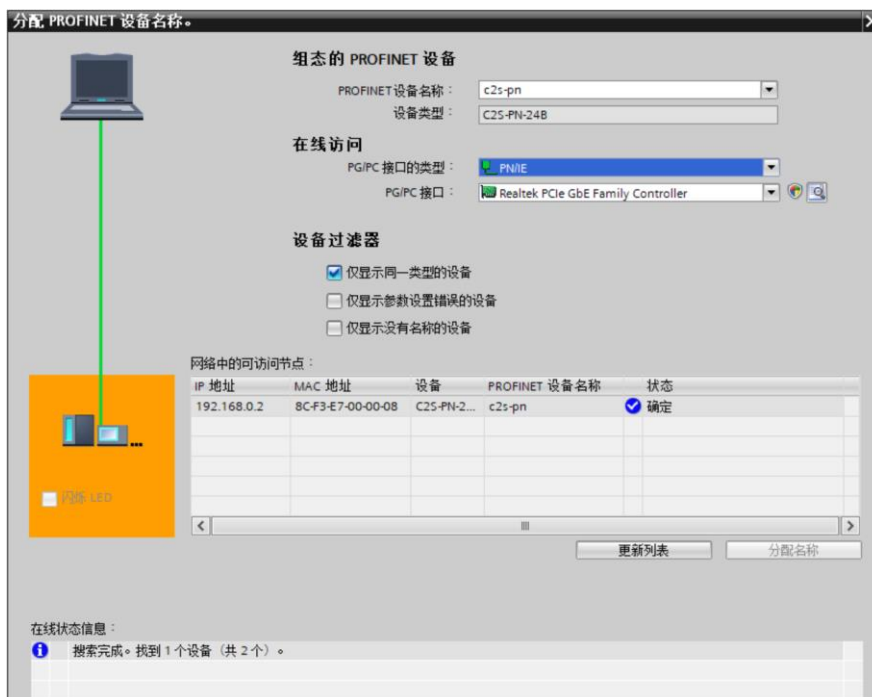 分配 PROFINET 设备名称。
组态的 PROFINET 设备
PROFINET设备名称： c2s-pn
设备类型： C2S-PN-24B
在线访问
PG/PC 接口的类型： PN/IE
PG/PC 接口： Realtek PCIe GbE Family Controller
设备过滤器
仅显示同一类型的设备
仅显示参数设置错误的设备
仅显示没有名称的设备
网络中的可访问节点：
IP 地址 MAC 地址 设备 PROFINET 设备名称 状态
192.168.0.2 8C-F3-E7-00-00-08 C2S-PN-2... c2s-pn 确定
闪烁 LED
更新列表 分配名称
在线状态信息：
搜索完成。找到 1 个设备（共 2 个）。